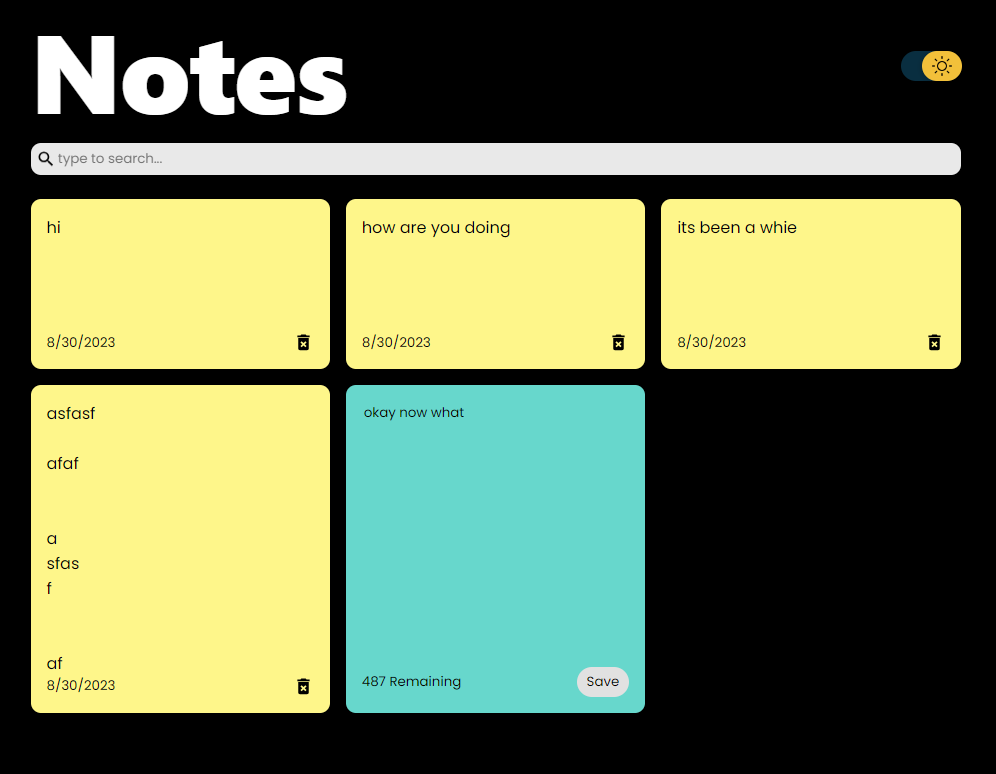 Notes
type to search...
hi
8/30/2023
how are you doing
8/30/2023
its been a whie
8/30/2023
asfasf
afaf
a
sfas
f
af
8/30/2023
okay now what
487 Remaining
Save